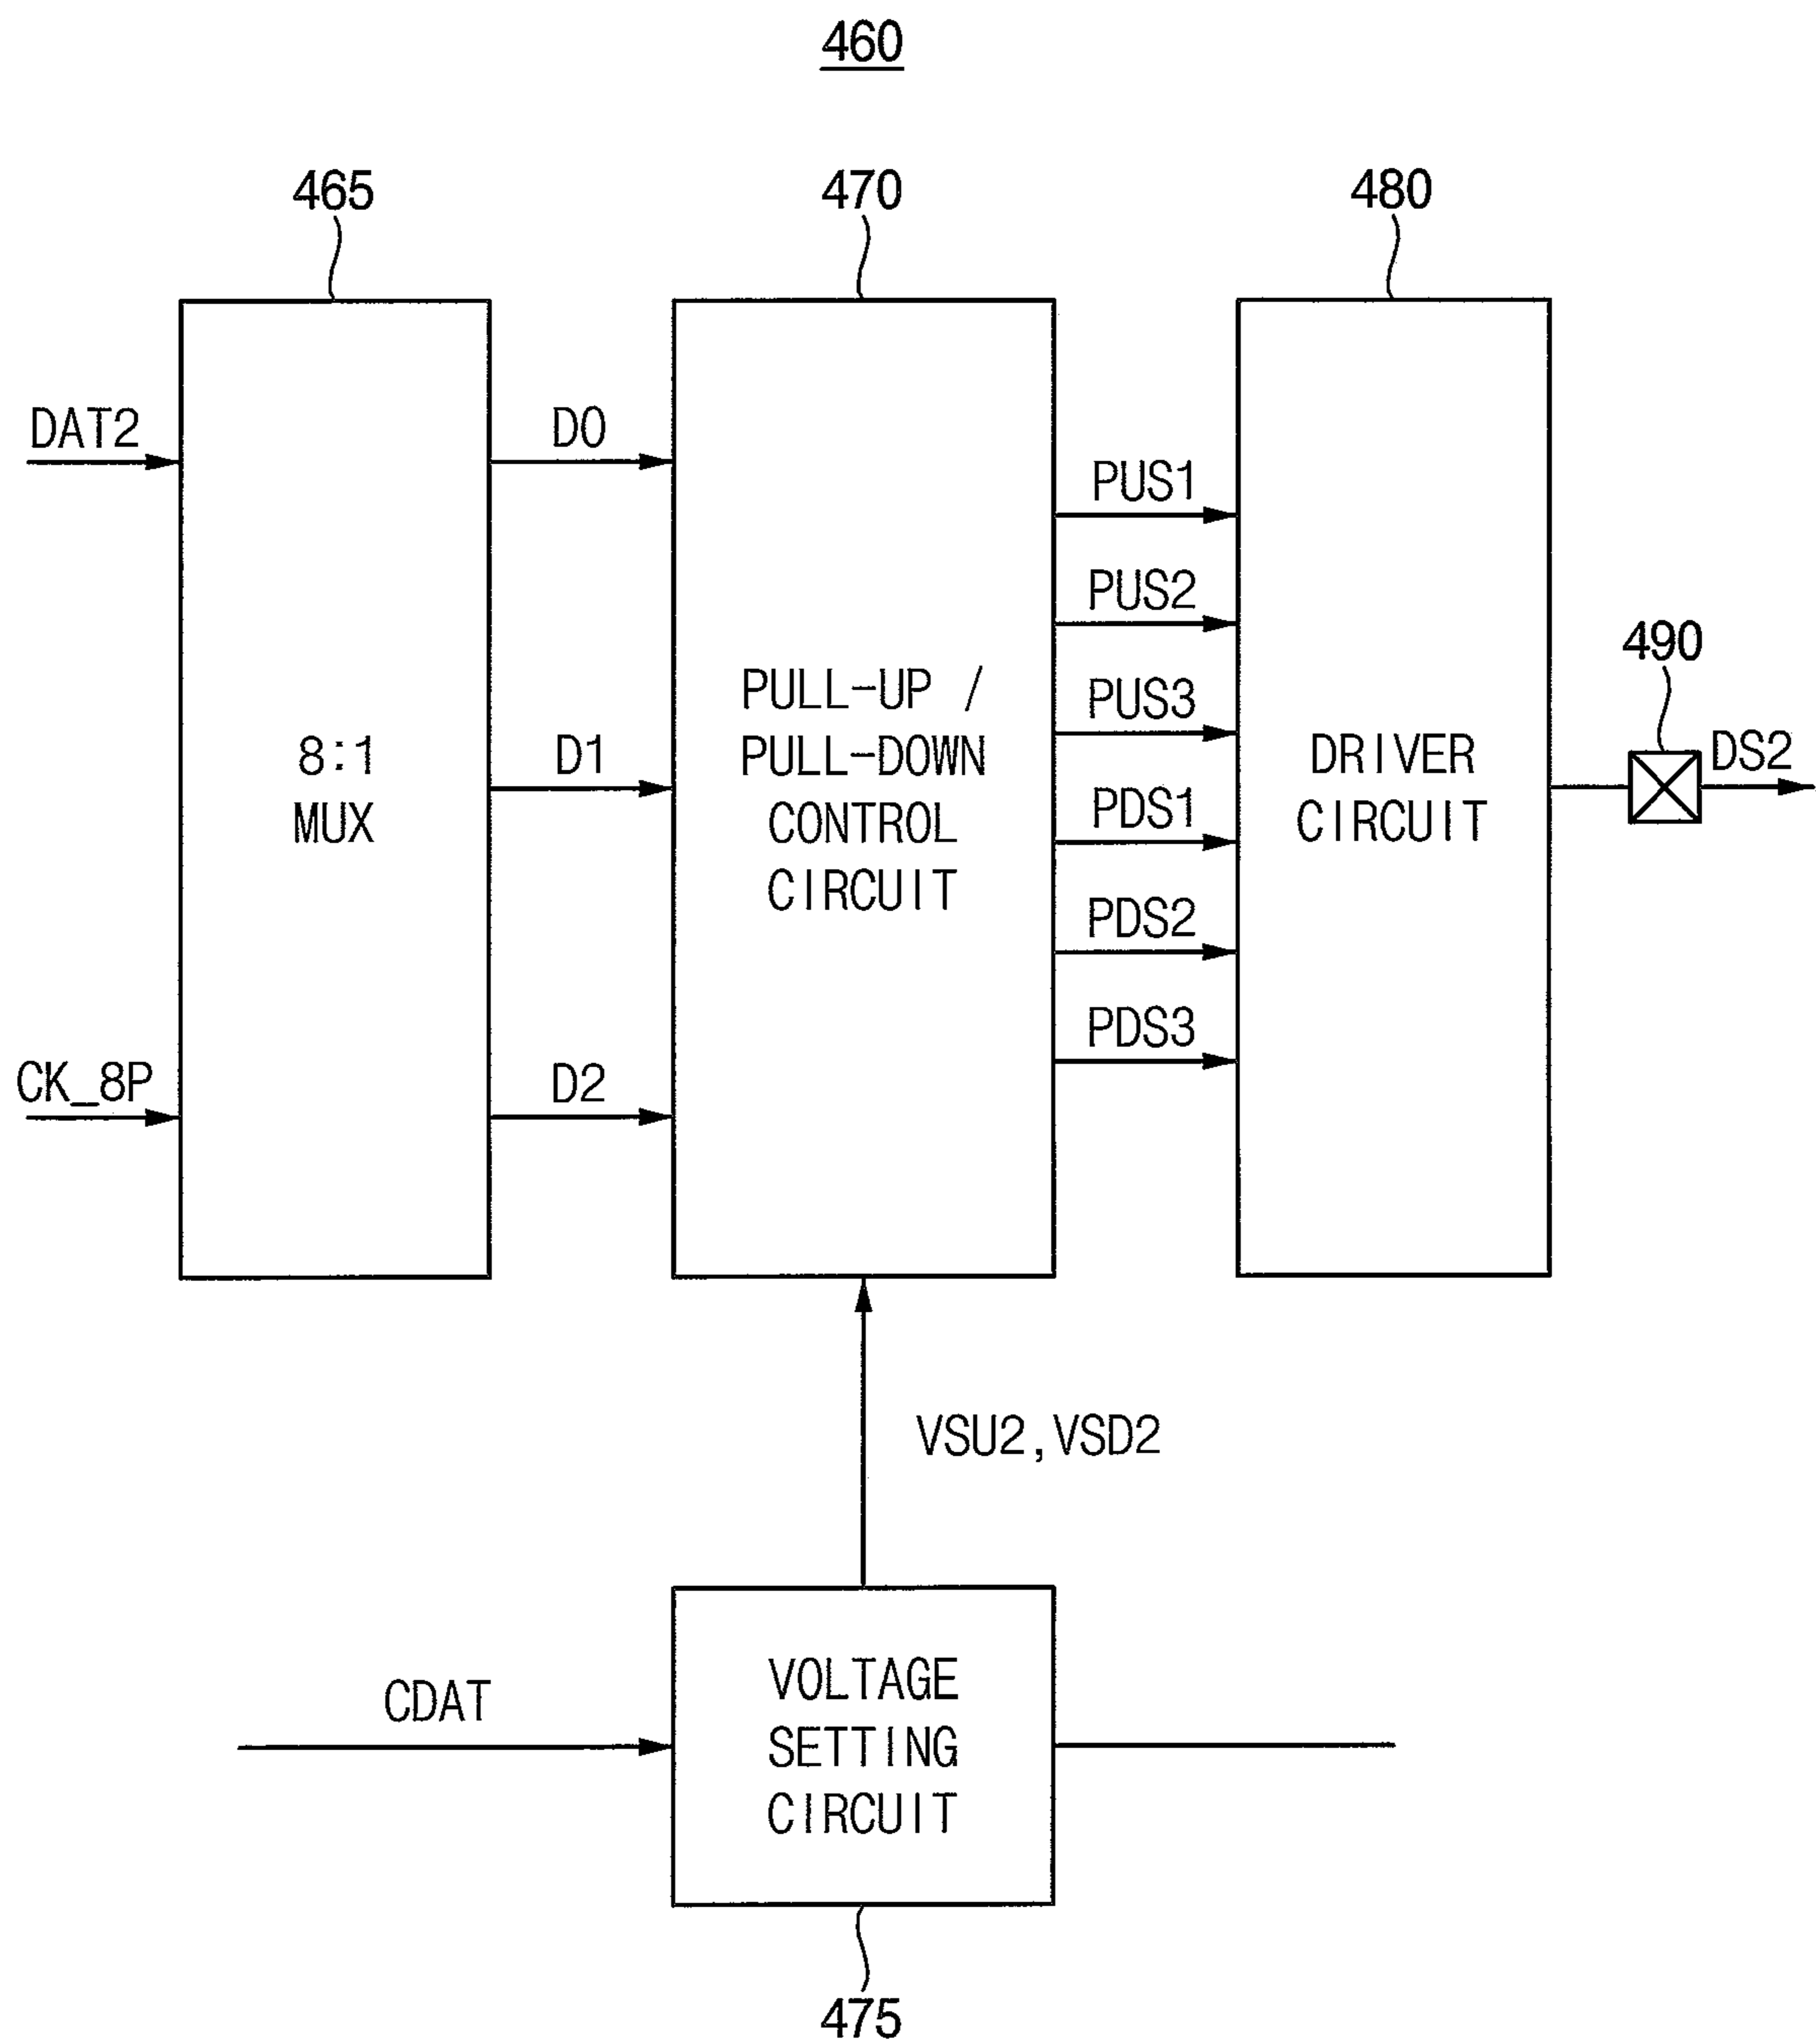 460
465
470
480
DAT2
D0
PUS1
PUS2
490
PULL-UP /
PUS3
8:1
D1
PULL-DOWN
DRIVER
DS2
MUX
CONTROL
PDS1
CIRCUIT
CIRCUIT
PDS2
PDS3
CK_8P
D2
VSU2,VSD2
CDAT
VOLTAGE
SETTING
CIRCUIT
475